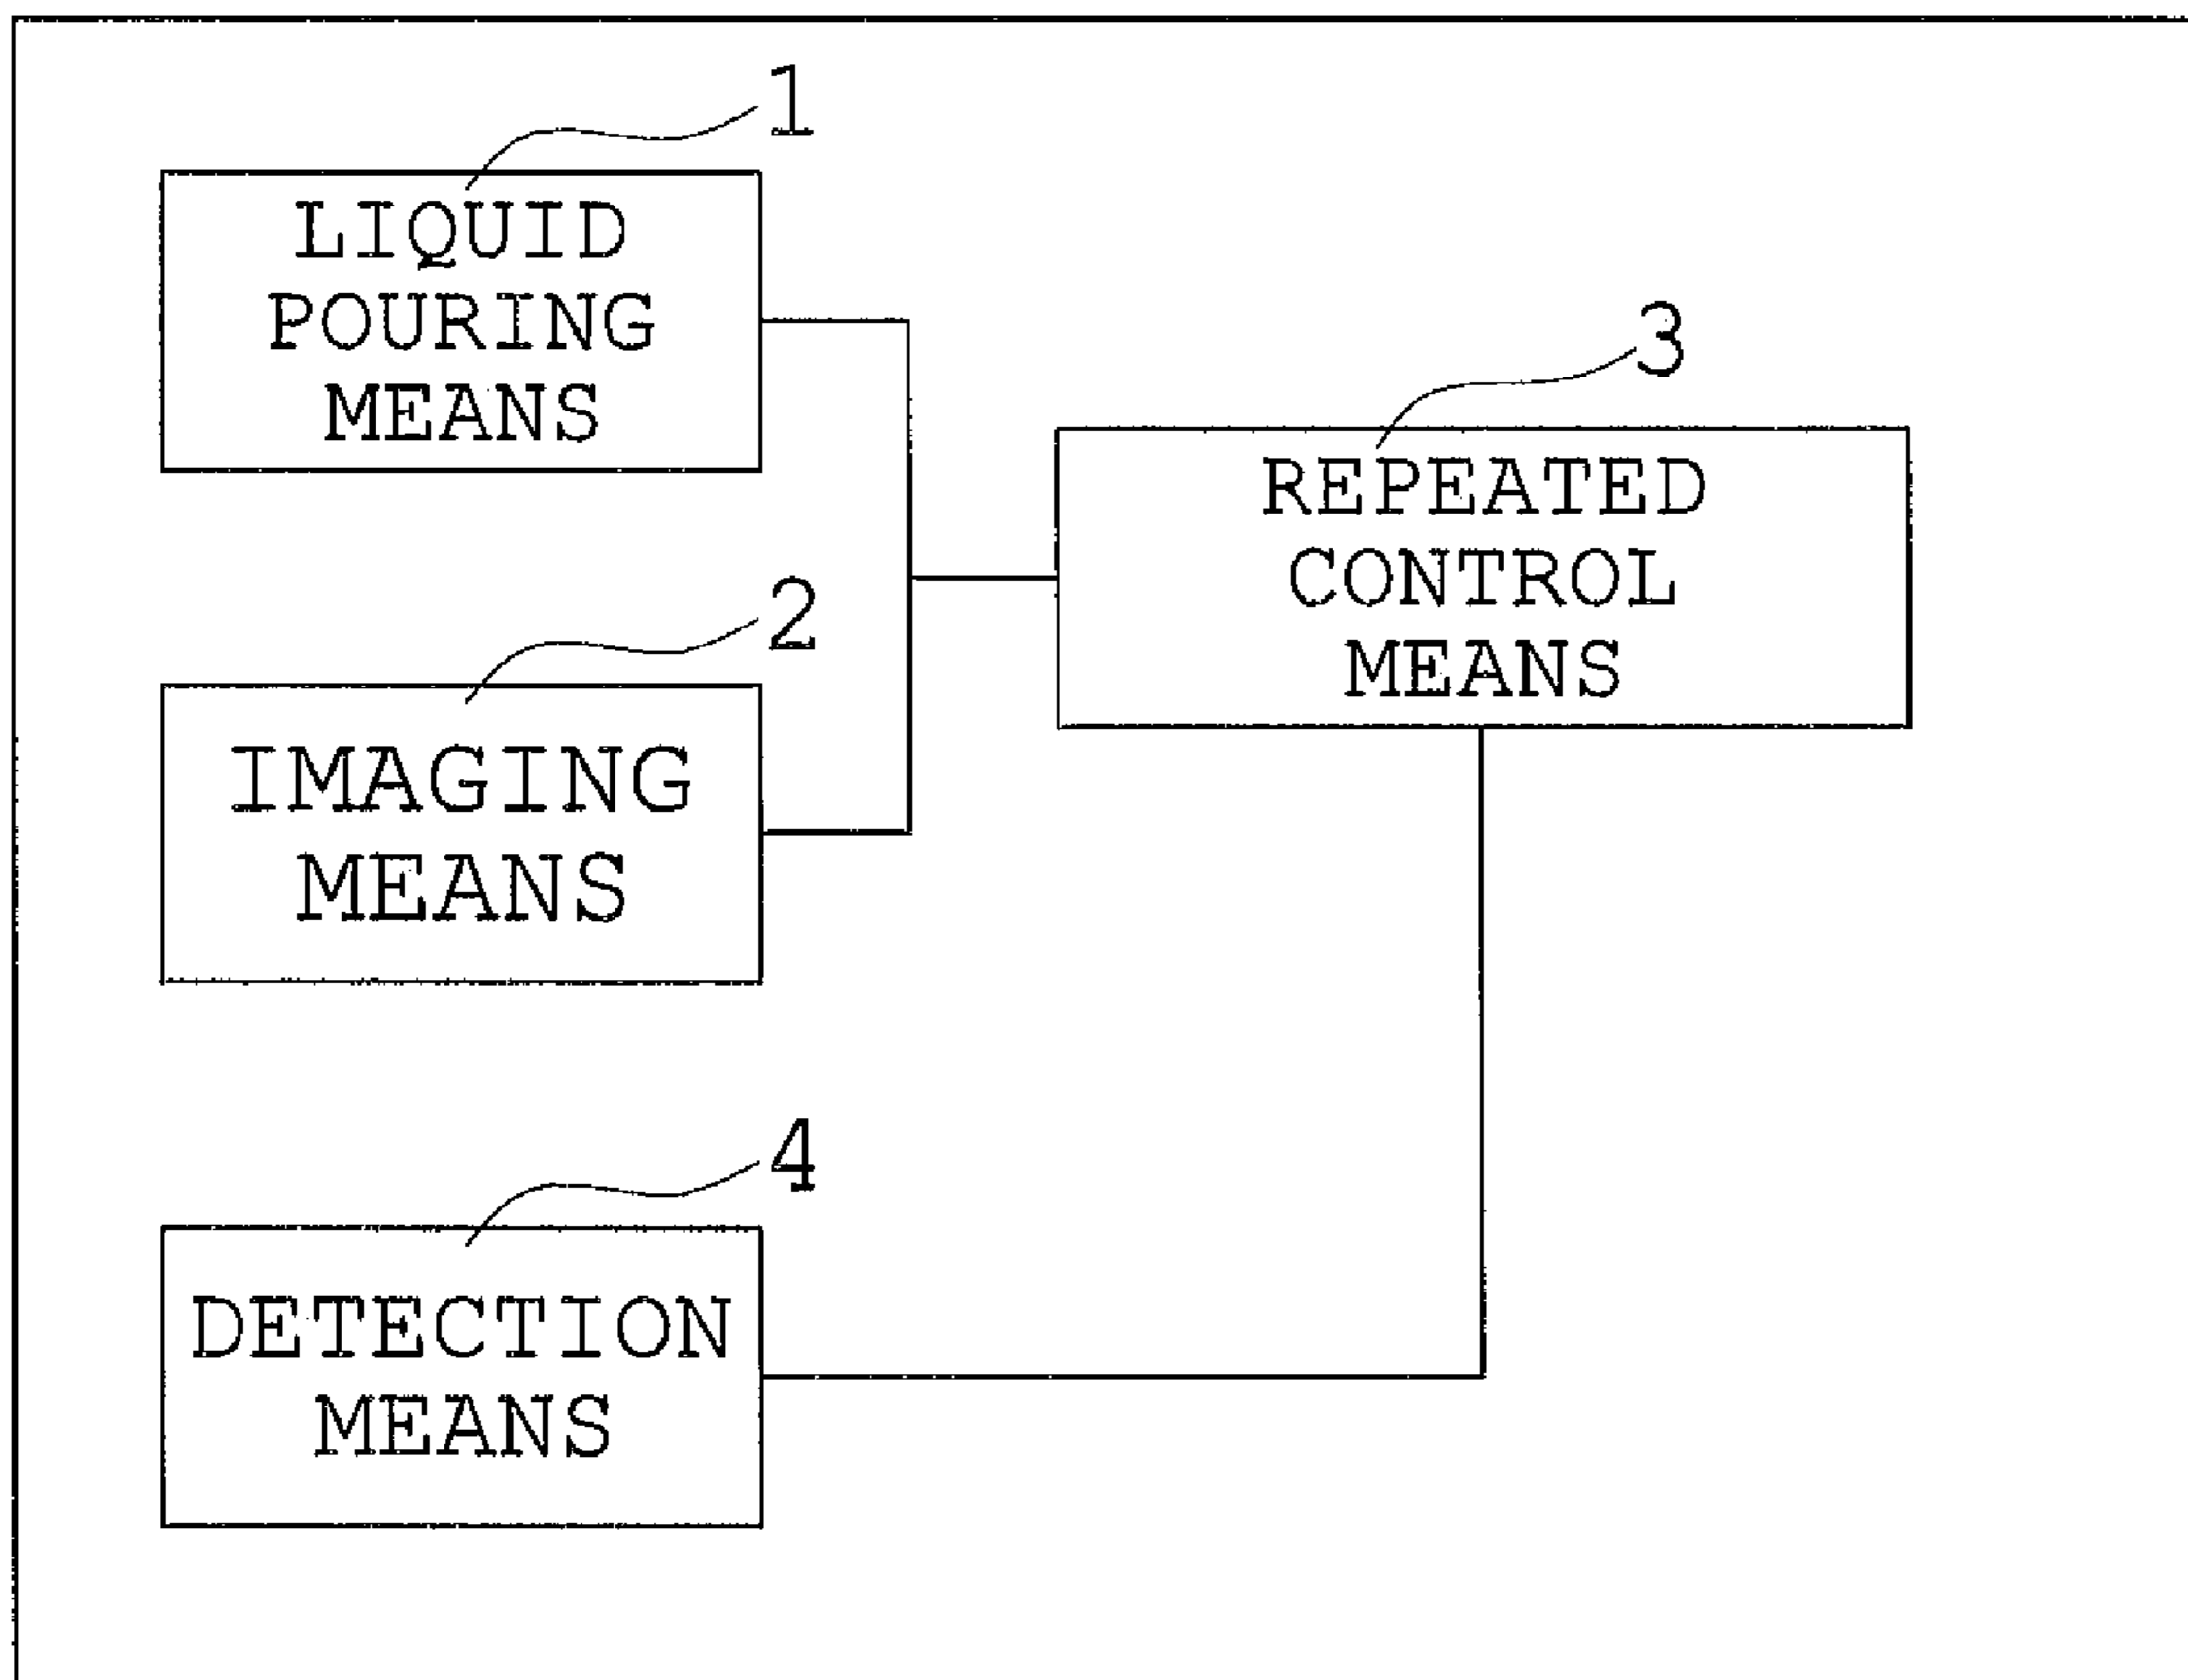 1
LIQUID
POURING
MEANS
3
REPEATED
CONTROL
MEANS
2
IMAGING
MEANS
4
DETECTION
MEANS